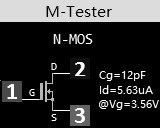 M-Tester
N-MOS
D
2
Cg=12pF
1
G
Id=5.63uA
@Vg=3.56V
S
3